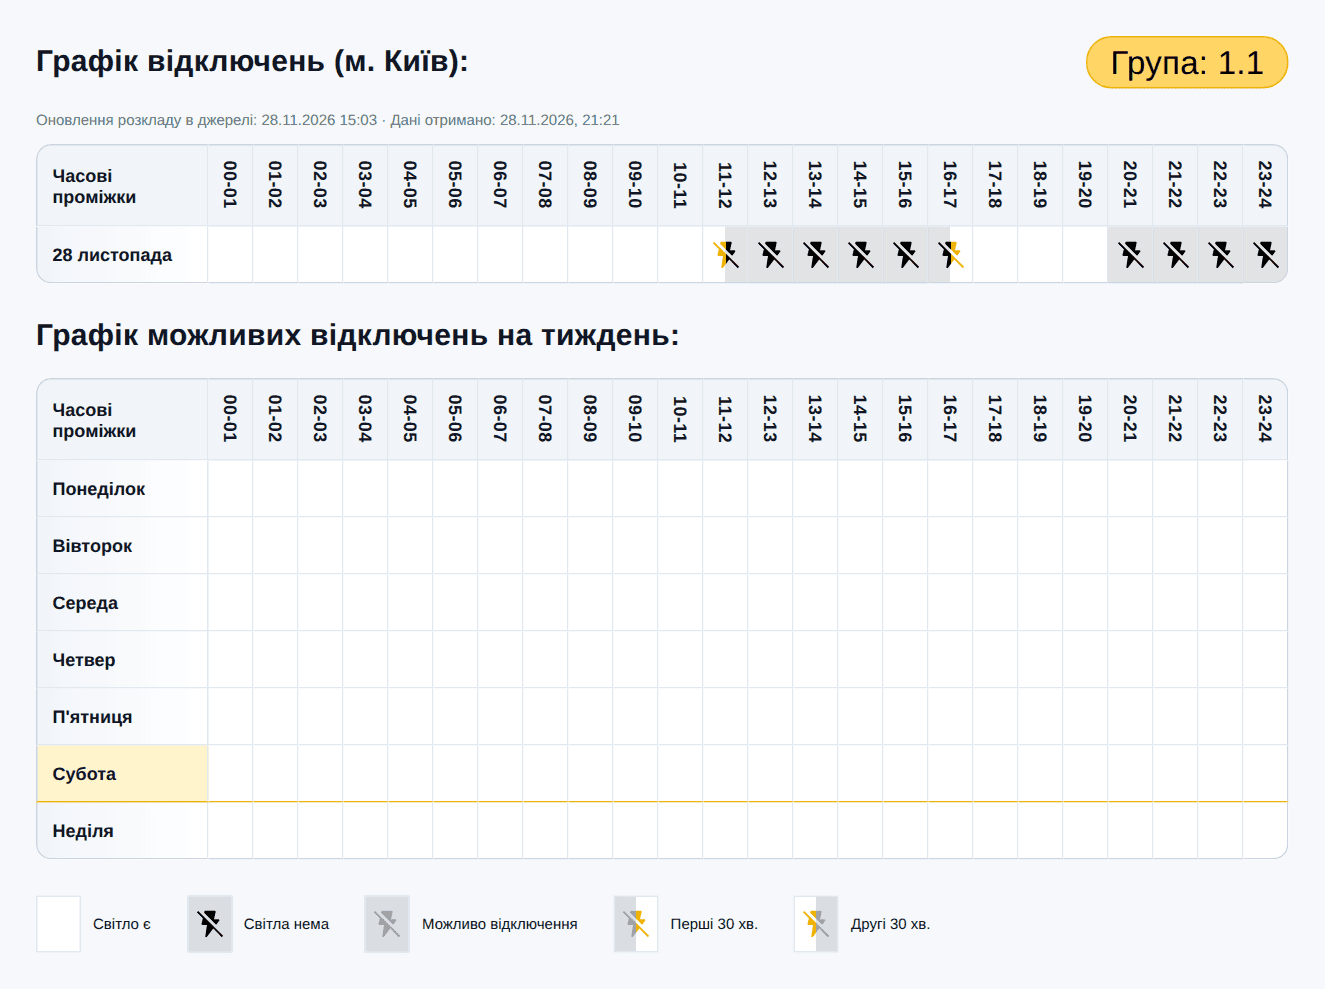 Графік відключень (м. Київ):
Група: 1.1
Оновлення розкладу в джерелі: 28.11.2026 15:03 · Дані отримано: 28.11.2026, 21:21
Часові проміжки 00-01 01-02 02-03 03-04 04-05 05-06 06-07 07-08 08-09 09-10 10-11 11-12 12-13 13-14 14-15 15-16 16-17 17-18 18-19 19-20 20-21 21-22 22-23 23-24
28 листопада
Графік можливих відключень на тиждень:
Часові проміжки 00-01 01-02 02-03 03-04 04-05 05-06 06-07 07-08 08-09 09-10 10-11 11-12 12-13 13-14 14-15 15-16 16-17 17-18 18-19 19-20 20-21 21-22 22-23 23-24
Понеділок
Вівторок
Середа
Четвер
П'ятниця
Субота
Неділя
Світло є Світла нема Можливо відключення Перші 30 хв. Другі 30 хв.